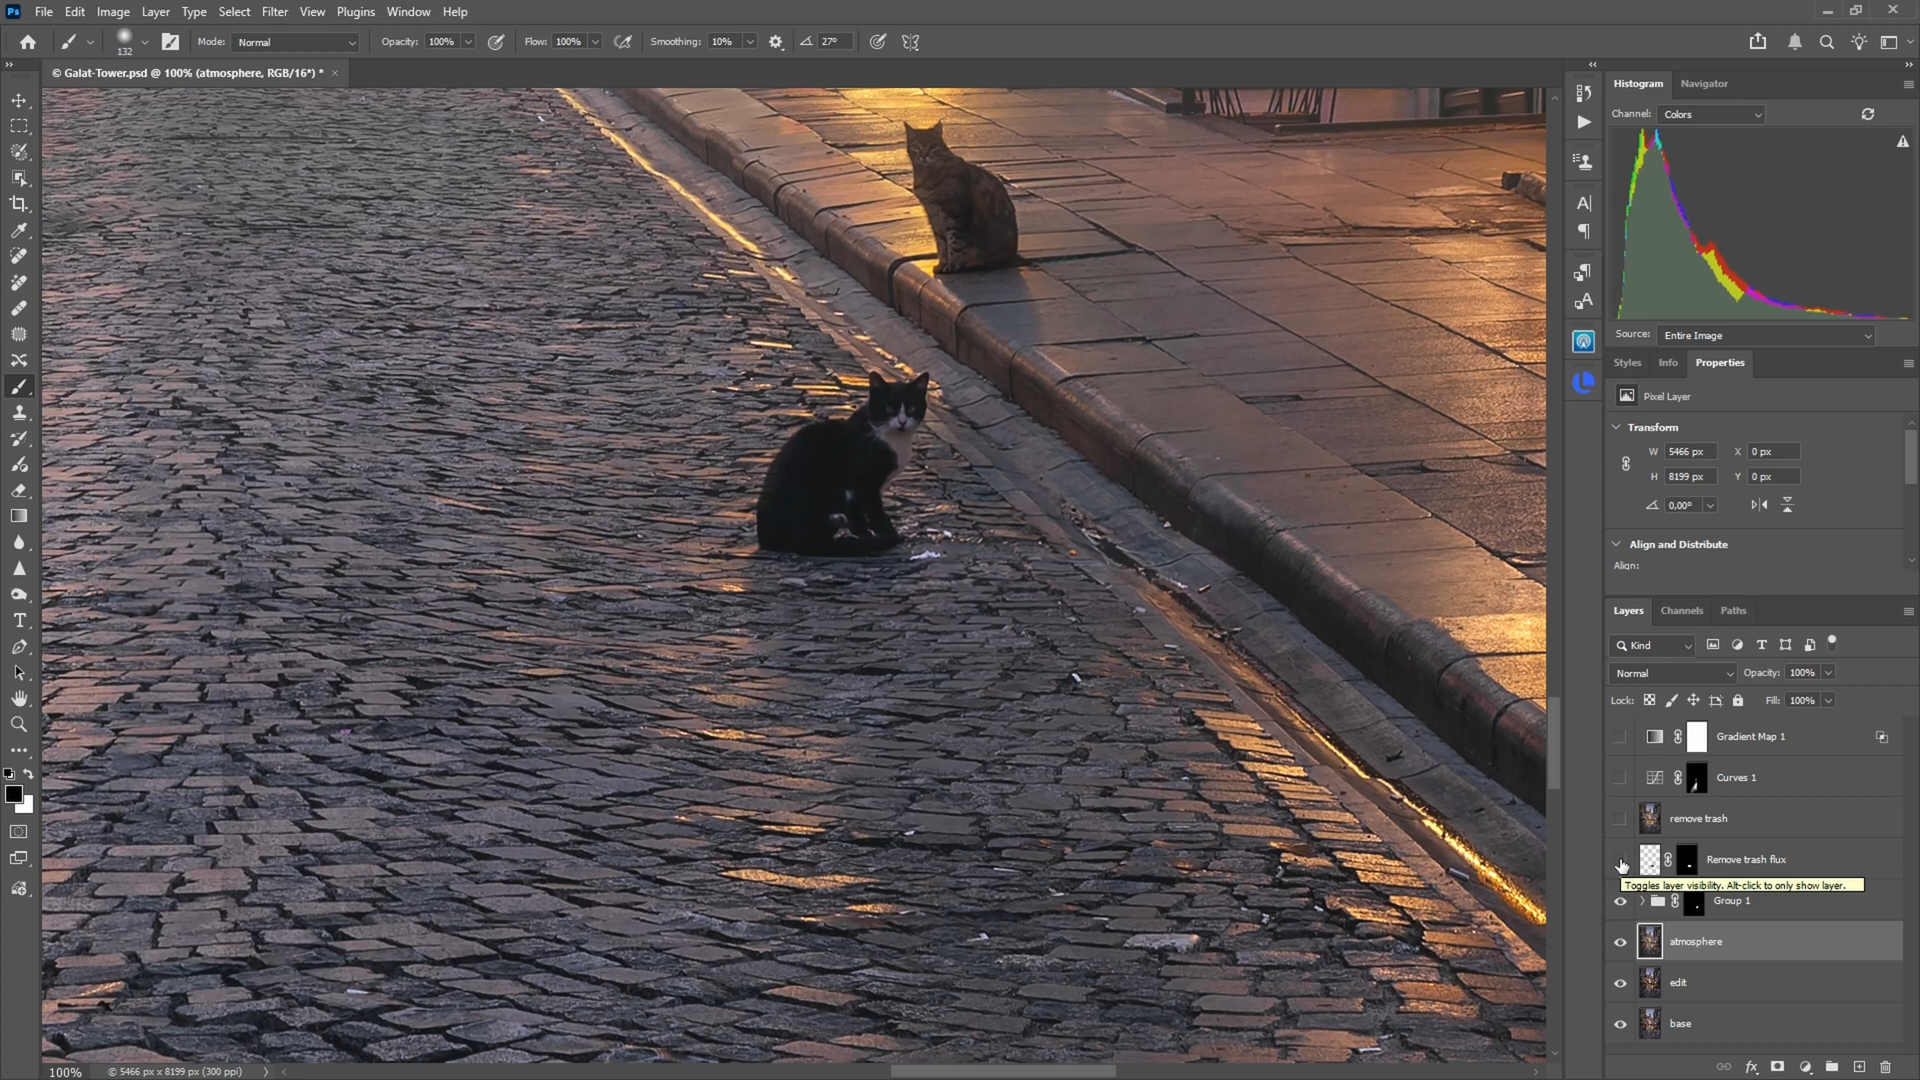 Ps File Edit Image Layer Type Select Filter View Plugins Window Help
132 Mode: Normal Opacity: 100% Flow: 100% Smoothing: 10% 27°
© Galat-Tower.psd @ 100% (atmosphere, RGB/16*) * ×
Histogram Navigator
Channel: Colors
Source: Entire Image
Styles Info Properties
Pixel Layer
Transform
W 5466 px X 0 px
H 8199 px Y 0 px
0,00°
Align and Distribute
Align:
Layers Channels Paths
Kind
Normal Opacity: 100%
Lock: Fill: 100%
Gradient Map 1
Curves 1
remove trash
Remove trash flux
Toggles layer visibility. Alt-click to only show layer.
Group 1
atmosphere
edit
base
100% © 5466 px x 8199 px (300 ppi)